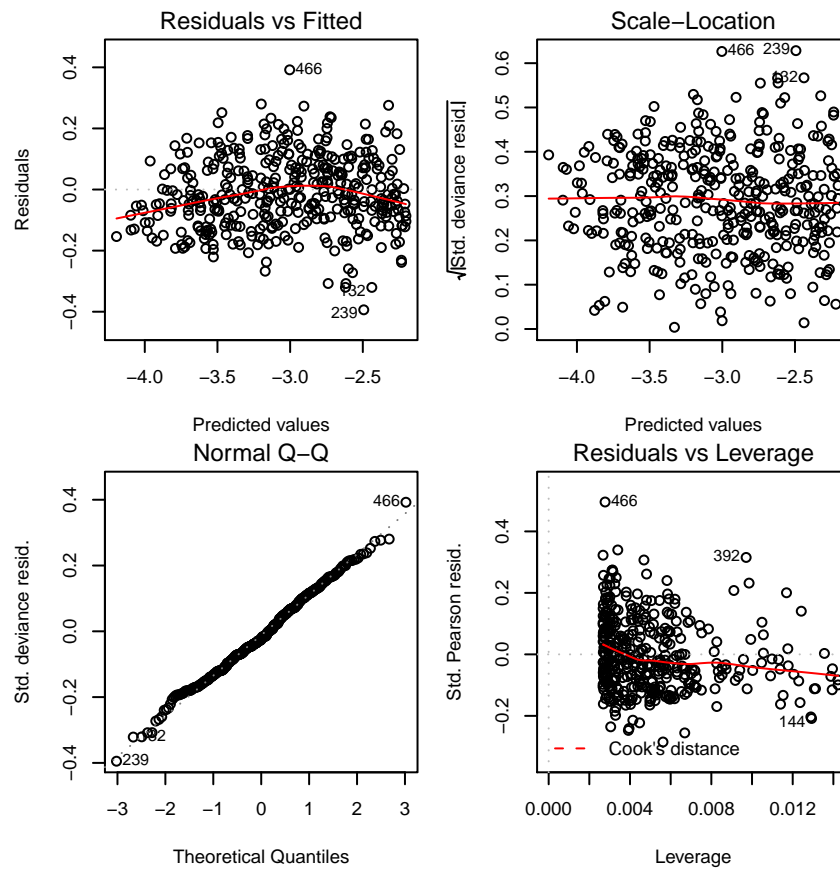 Residuals vs Fitted
Residuals
0.4
0.2
0.0
−0.2
−0.4
466
132
239
−4.0 −3.5 −3.0 −2.5
Predicted values
Scale−Location
√|Std. deviance resid.|
0.6
0.5
0.4
0.3
0.2
0.1
0.0
466
239
132
−4.0 −3.5 −3.0 −2.5
Predicted values
Normal Q−Q
Std. deviance resid.
0.4
0.2
0.0
−0.2
−0.4
466
132
239
−3 −2 −1 0 1 2 3
Theoretical Quantiles
Residuals vs Leverage
Std. Pearson resid.
0.4
0.2
0.0
−0.2
466
392
144
Cook's distance
0.000 0.004 0.008 0.012
Leverage